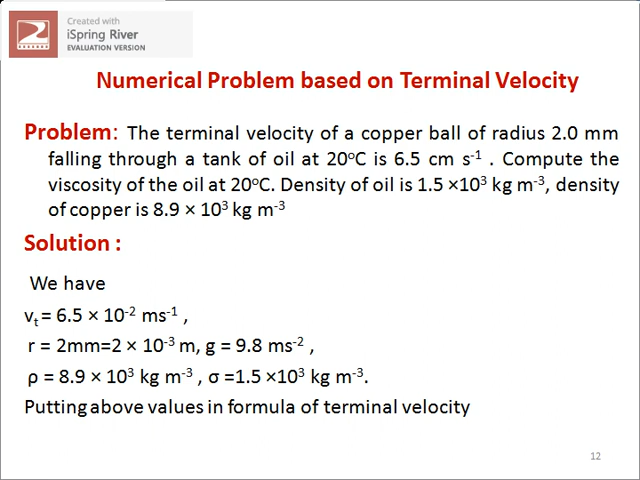 Created with
iSpring River
EVALUATION VERSION
Numerical Problem based on Terminal Velocity
Problem: The terminal velocity of a copper ball of radius 2.0 mm
falling through a tank of oil at 20⁰C is 6.5 cm s⁻¹ . Compute the
viscosity of the oil at 20⁰C. Density of oil is 1.5 ×10³ kg m⁻³, density
of copper is 8.9 × 10³ kg m⁻³
Solution :
We have
vₜ = 6.5 × 10⁻² ms⁻¹ ,
r = 2mm=2 × 10⁻³ m, g = 9.8 ms⁻² ,
ρ = 8.9 × 10³ kg m⁻³ , σ =1.5 ×10³ kg m⁻³.
Putting above values in formula of terminal velocity
12